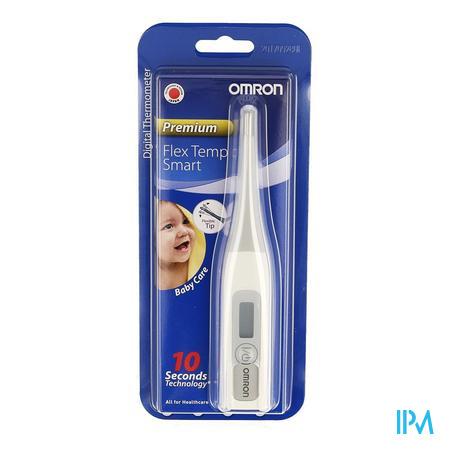 OMRON
Digital Thermometer
Premium
Flex Temp
Smart
Flexible
Tip
Baby Care
10
Seconds
Technology*
All for Healthcare
OMRON
IPM